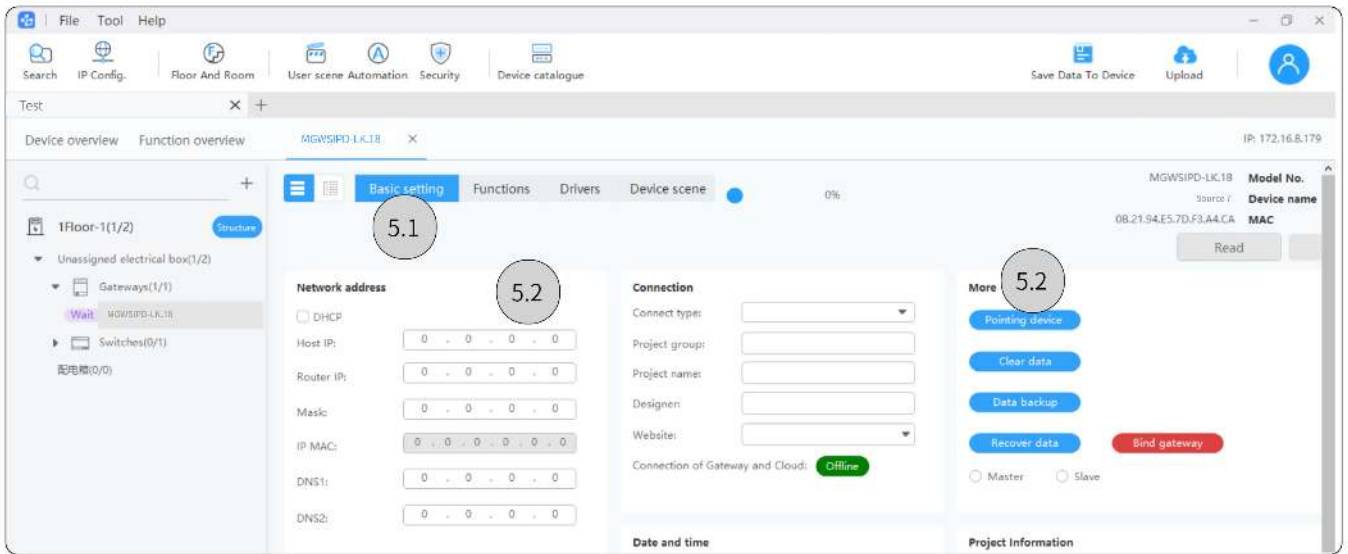 File Tool Help
Search IP Config. Floor And Room User scene Automation Security Device catalogue Save Data To Device Upload
Test
Device overview Function overview MGWSIPD-LK.18 IP: 172.16.8.179
Basic setting Functions Drivers Device scene 0% MGWSIPD-LK.18 Model No.
Source 7 Device name
5.1
08.21.94.E5.7D.F3.A4.CA MAC
Read
1Floor-1(1/2) Structure
Unassigned electrical box(1/2)
Gateways(1/1)
Wait MGWSIPD-LK.18
Switches(0/1)
配电箱(0/0)
Network address 5.2
DHCP
Host IP: 0 . 0 . 0 . 0
Router IP: 0 . 0 . 0 . 0
Mask: 0 . 0 . 0 . 0
IP MAC: 0 . 0 . 0 . 0 . 0 . 0
DNS1: 0 . 0 . 0 . 0
DNS2: 0 . 0 . 0 . 0
Connection
Connect type:
Project group:
Project name:
Designer:
Website:
Connection of Gateway and Cloud: Offline
Date and time
More 5.2
Pointing device
Clear data
Data backup
Recover data Bind gateway
Master Slave
Project Information